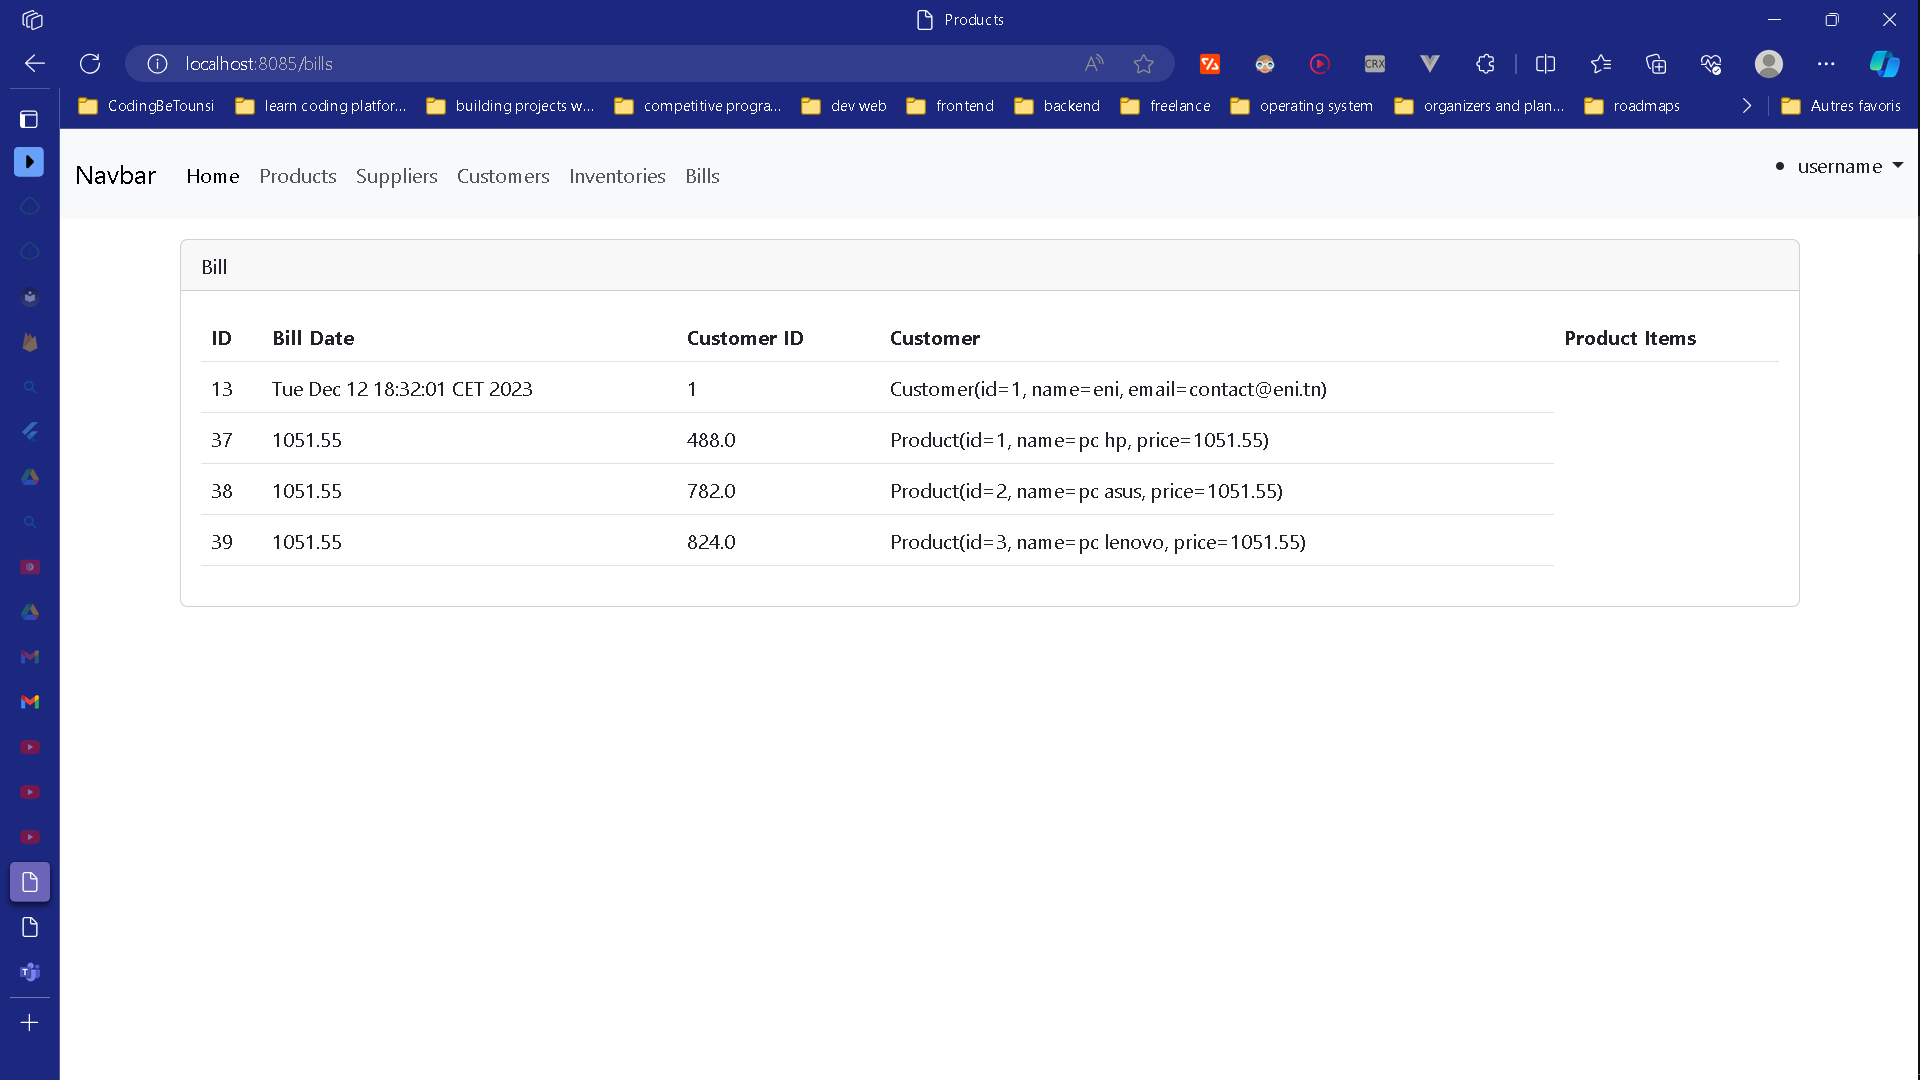 Products
localhost:8085/bills
CRX
CodingBeTounsi learn coding platfor... building projects w... competitive progra... dev web frontend backend freelance operating system organizers and plan... roadmaps Autres favoris
Navbar Home Products Suppliers Customers Inventories Bills username
Bill
ID Bill Date Customer ID Customer Product Items
13 Tue Dec 12 18:32:01 CET 2023 1 Customer(id=1, name=eni, email=contact@eni.tn)
37 1051.55 488.0 Product(id=1, name=pc hp, price=1051.55)
38 1051.55 782.0 Product(id=2, name=pc asus, price=1051.55)
39 1051.55 824.0 Product(id=3, name=pc lenovo, price=1051.55)